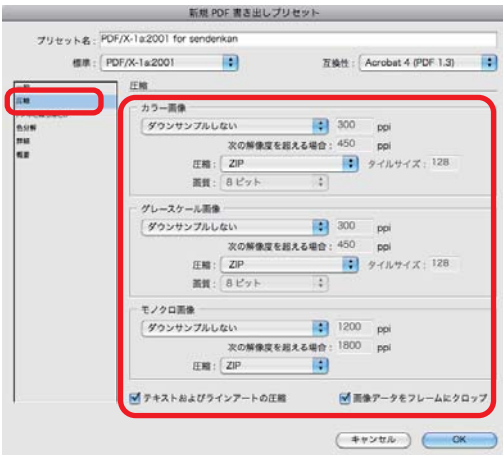 新規 PDF 書き出しプリセット
プリセット名: PDF/X-1a:2001 for sendenkan
標準: PDF/X-1a:2001 互換性: Acrobat 4 (PDF 1.3)
圧縮
圧縮
色分解
詳細
概要
カラー画像
ダウンサンプルしない 300 ppi
次の解像度を超える場合: 450 ppi
圧縮: ZIP タイルサイズ: 128
画質: 8 ビット
グレースケール画像
ダウンサンプルしない 300 ppi
次の解像度を超える場合: 450 ppi
圧縮: ZIP タイルサイズ: 128
画質: 8 ビット
モノクロ画像
ダウンサンプルしない 1200 ppi
次の解像度を超える場合: 1800 ppi
圧縮: ZIP
テキストおよびラインアートの圧縮 画像データをフレームにクロップ
キャンセル OK